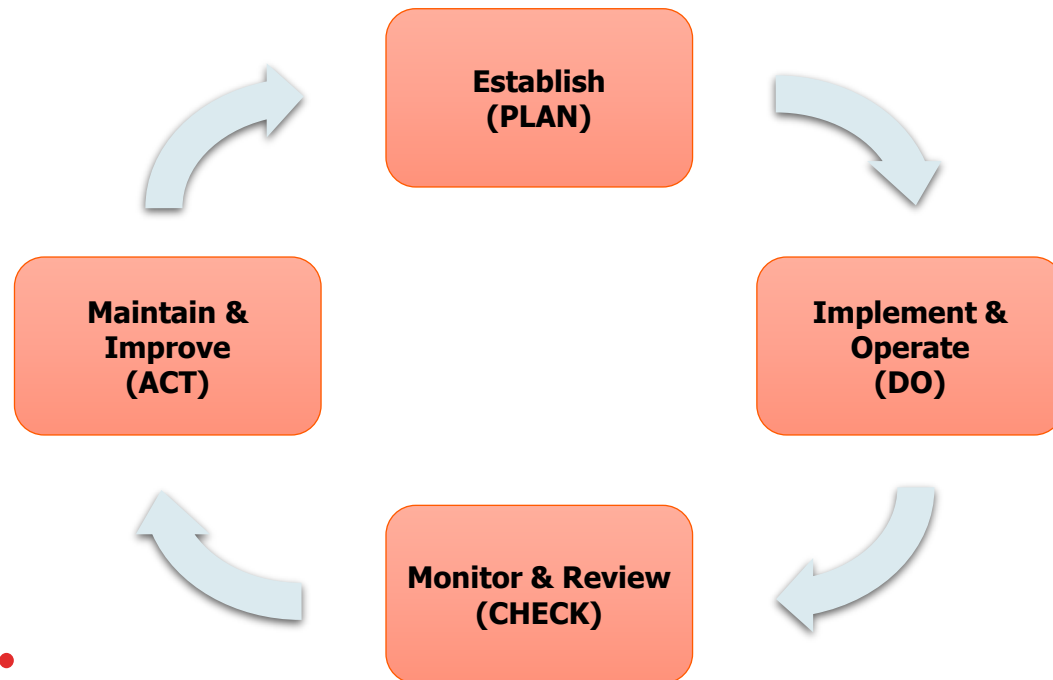 Establish
(PLAN)
Maintain &
Improve
(ACT)
Implement &
Operate
(DO)
Monitor & Review
(CHECK)